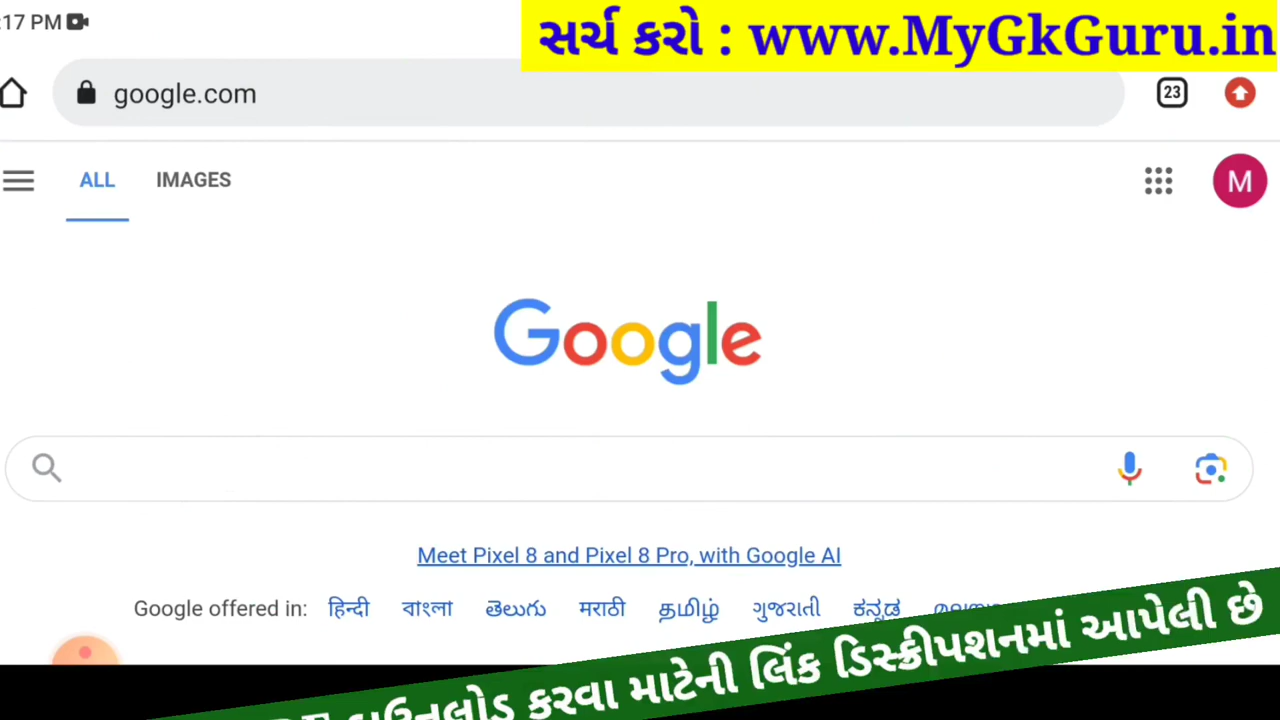 :17 PM
સર્ચ કરો : www.MyGkGuru.in
google.com
23
ALL IMAGES
M
Google
Meet Pixel 8 and Pixel 8 Pro, with Google AI
Google offered in: हिन्दी বাংলা తెలుగు मराठी தமிழ் ગુજરાતી ಕನ್ನಡ
ડાઉનલોડ કરવા માટેની લિંક ડિસ્ક્રીપશનમાં આપેલી છે